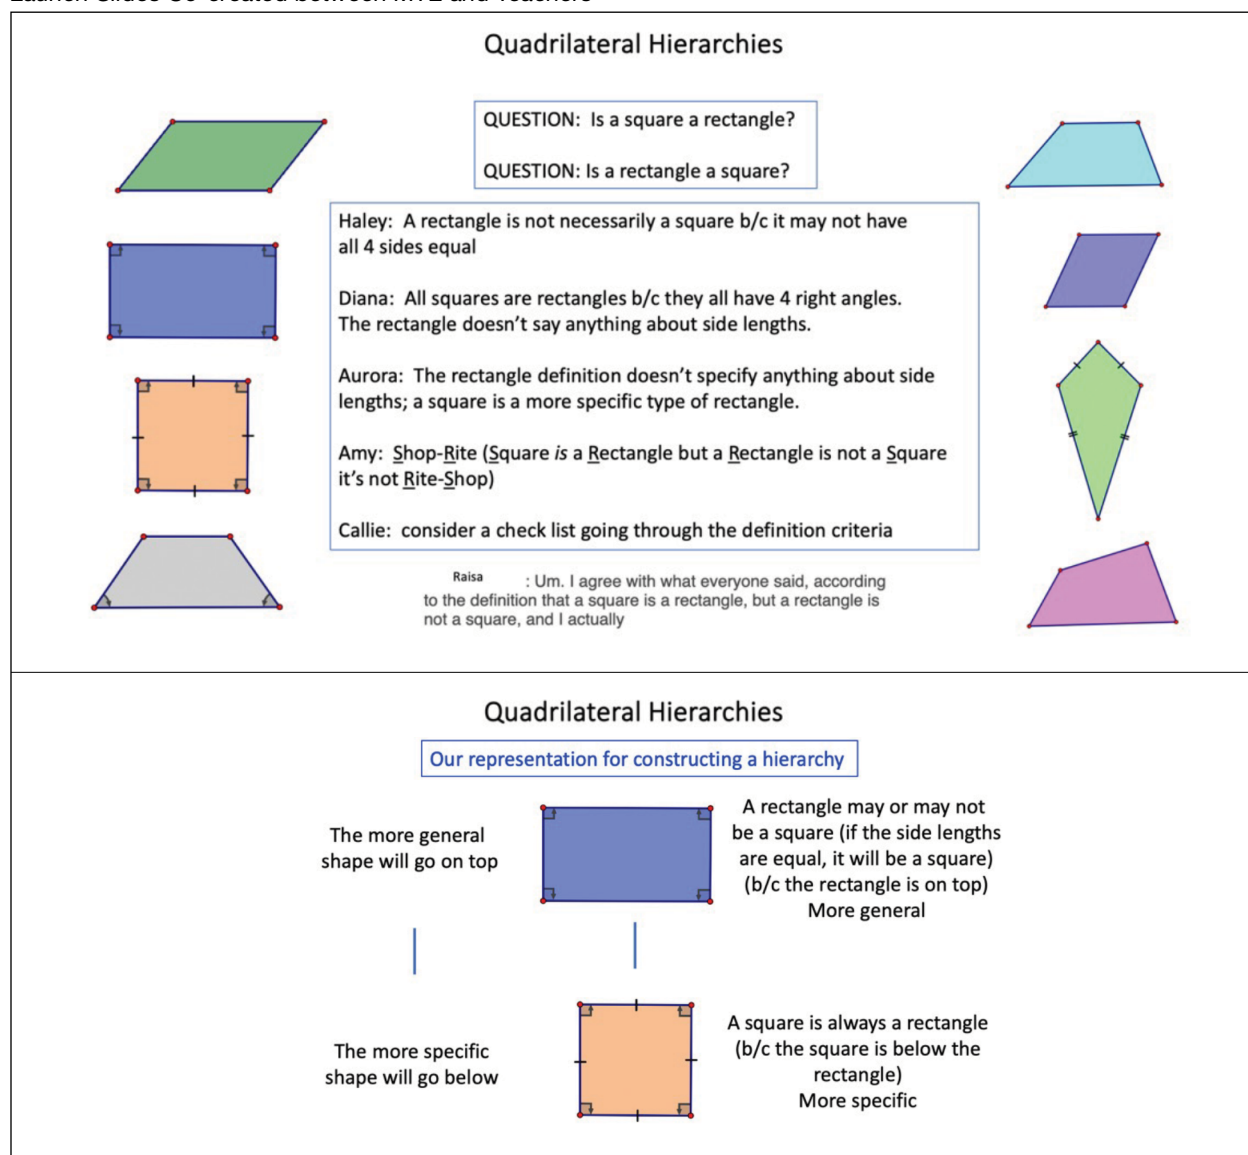 Launch Slides Co-created between MTE and Teachers
Quadrilateral Hierarchies
QUESTION: Is a square a rectangle?
QUESTION: Is a rectangle a square?
Haley: A rectangle is not necessarily a square b/c it may not have
all 4 sides equal
Diana: All squares are rectangles b/c they all have 4 right angles.
The rectangle doesn't say anything about side lengths.
Aurora: The rectangle definition doesn't specify anything about side
lengths; a square is a more specific type of rectangle.
Amy: Shop-Rite (Square is a Rectangle but a Rectangle is not a Square
it's not Rite-Shop)
Callie: consider a check list going through the definition criteria
Raisa : Um. I agree with what everyone said, according
to the definition that a square is a rectangle, but a rectangle is
not a square, and I actually
Quadrilateral Hierarchies
Our representation for constructing a hierarchy
The more general
shape will go on top
A rectangle may or may not
be a square (if the side lengths
are equal, it will be a square)
(b/c the rectangle is on top)
More general
The more specific
shape will go below
A square is always a rectangle
(b/c the square is below the
rectangle)
More specific